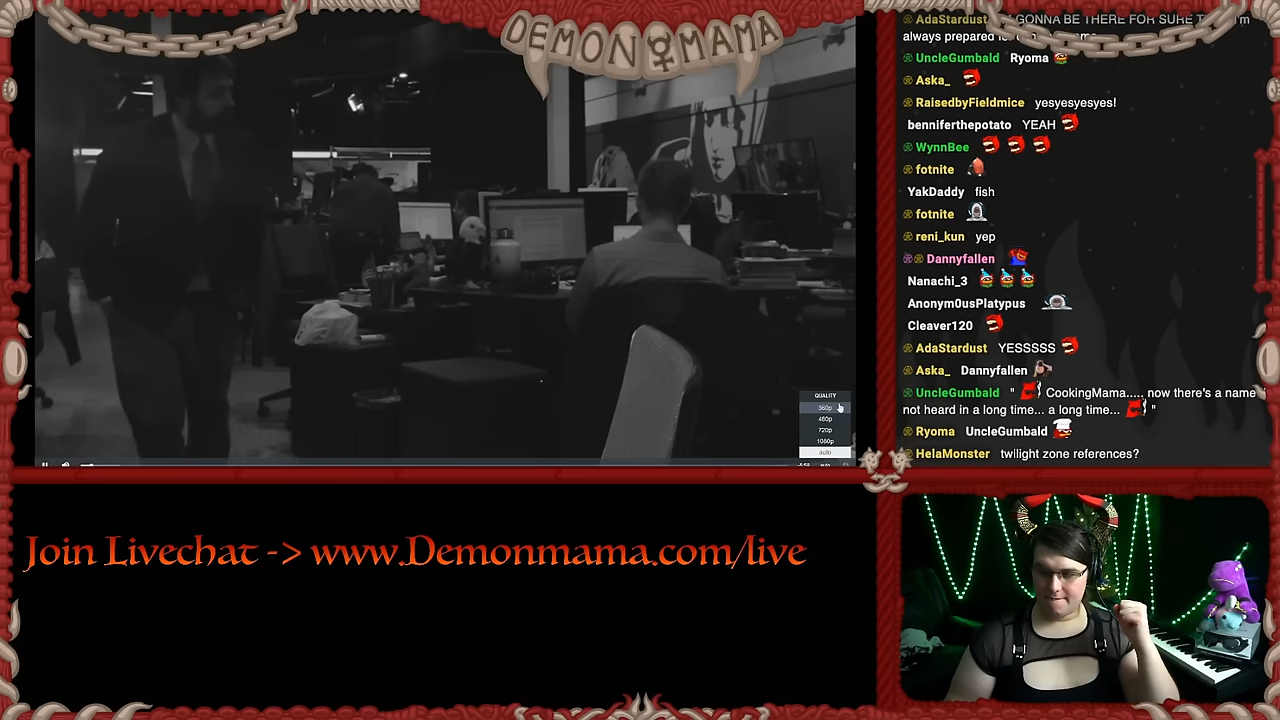 DEMON MAMA
AdaStardust GONNA BE THERE FOR SURE
always prepared
UncleGumbald Ryoma
Aska_
RaisedbyFieldmice yesyesyesyes!
benniferthepotato YEAH
WynnBee
fotnite
YakDaddy fish
fotnite
reni_kun yep
Dannyfallen
Nanachi_3
Anonym0usPlatypus
Cleaver120
AdaStardust YESSSSS
Aska_ Dannyfallen
UncleGumbald " CookingMama..... now there's a name
not heard in a long time... a long time... "
Ryoma UncleGumbald
HelaMonster twilight zone references?
QUALITY
360p
480p
720p
1080p
auto
Join Livechat -> www.Demonmama.com/live